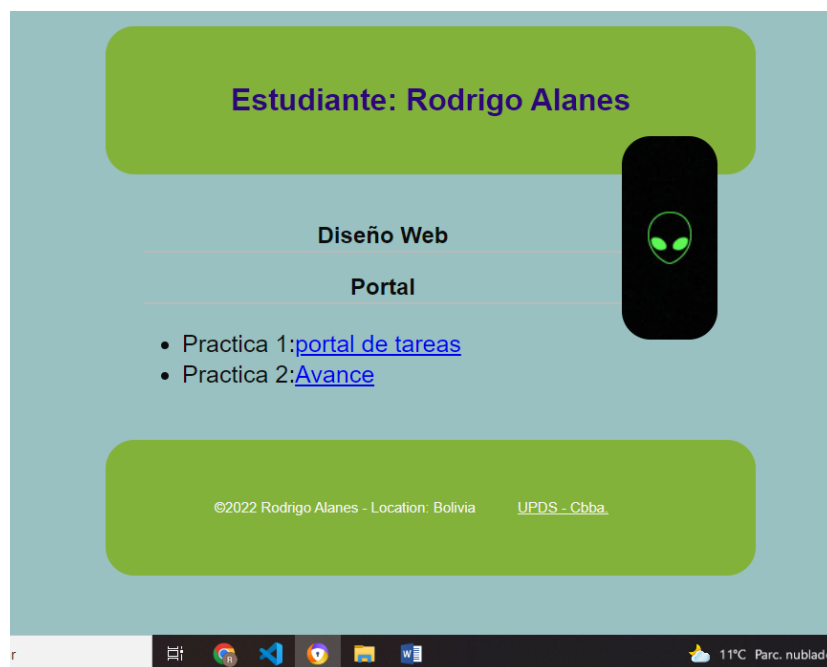 Estudiante: Rodrigo Alanes
Diseño Web
Portal
Practica 1:portal de tareas
Practica 2:Avance
©2022 Rodrigo Alanes - Location: Bolivia UPDS - Cbba.
11°C Parc. nublad